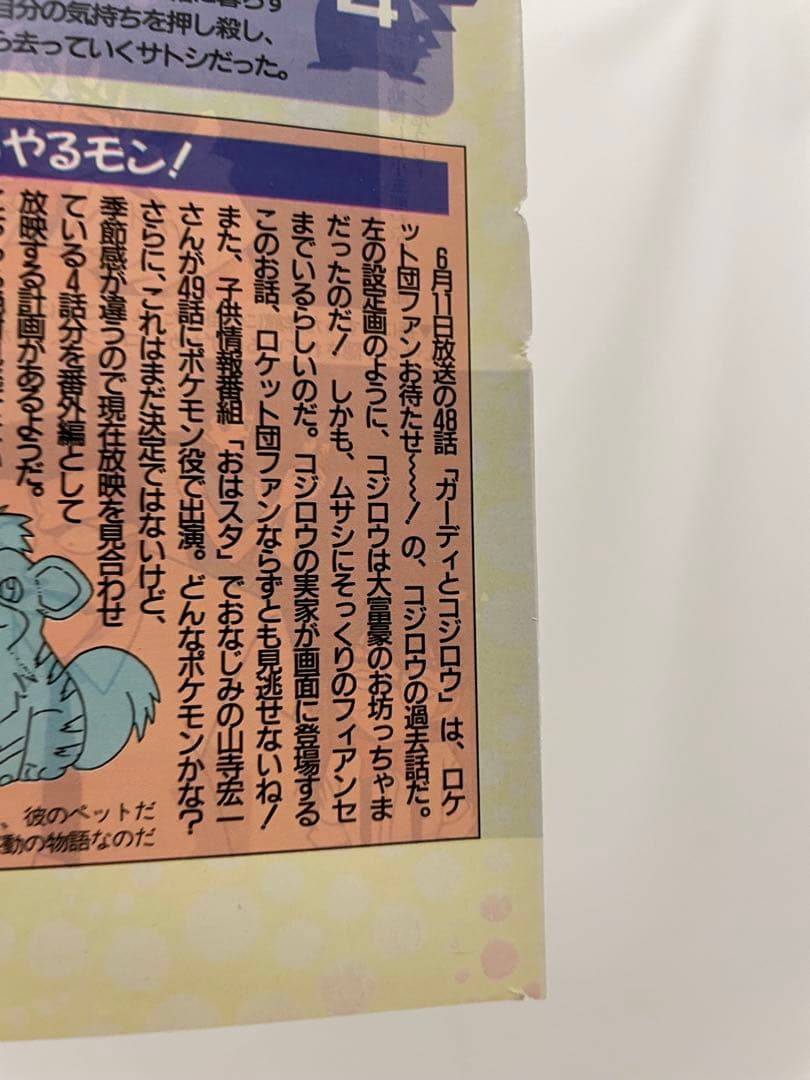 自分の気持ちを押し殺し、
ら去っていくサトシだった。
4
やるモン!
6月11日放送の48話「ガーディとコジロウ」は、ロケ
ット団ファンお待たせ〜〜〜!の、コジロウの過去話だ。
左の設定画のように、コジロウは大富豪のお坊っちゃま
だったのだ! しかも、ムサシにそっくりのフィアンセ
までいるらしいのだ。コジロウの実家が画面に登場する
このお話、ロケット団ファンならずとも見逃せないね!
また、子供情報番組「おはスタ」でおなじみの山寺宏一
さんが49話にポケモン役で出演。どんなポケモンかな?
さらに、これはまだ決定ではないけど、
季節感が違うので現在放映を見合わせ
ている4話分を番外編として
放映する計画があるようだ。
、彼のペットだ
動の物語なのだ